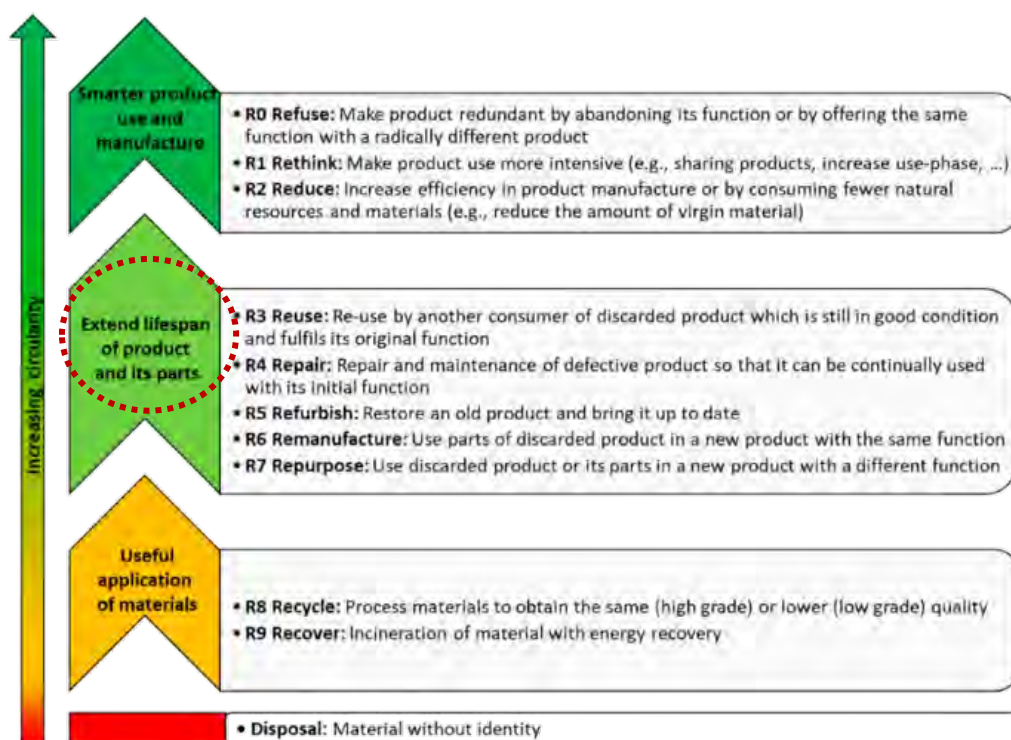 Increasing circularity
Smarter product
use and
manufacture
• R0 Refuse: Make product redundant by abandoning its function or by offering the same
function with a radically different product
• R1 Rethink: Make product use more intensive (e.g., sharing products, increase use-phase, ...)
• R2 Reduce: Increase efficiency in product manufacture or by consuming fewer natural
resources and materials (e.g., reduce the amount of virgin material)
Extend lifespan
of product
and its parts
• R3 Reuse: Re-use by another consumer of discarded product which is still in good condition
and fulfils its original function
• R4 Repair: Repair and maintenance of defective product so that it can be continually used
with its initial function
• R5 Refurbish: Restore an old product and bring it up to date
• R6 Remanufacture: Use parts of discarded product in a new product with the same function
• R7 Repurpose: Use discarded product or its parts in a new product with a different function
Useful
application
of materials
• R8 Recycle: Process materials to obtain the same (high grade) or lower (low grade) quality
• R9 Recover: Incineration of material with energy recovery
• Disposal: Material without identity